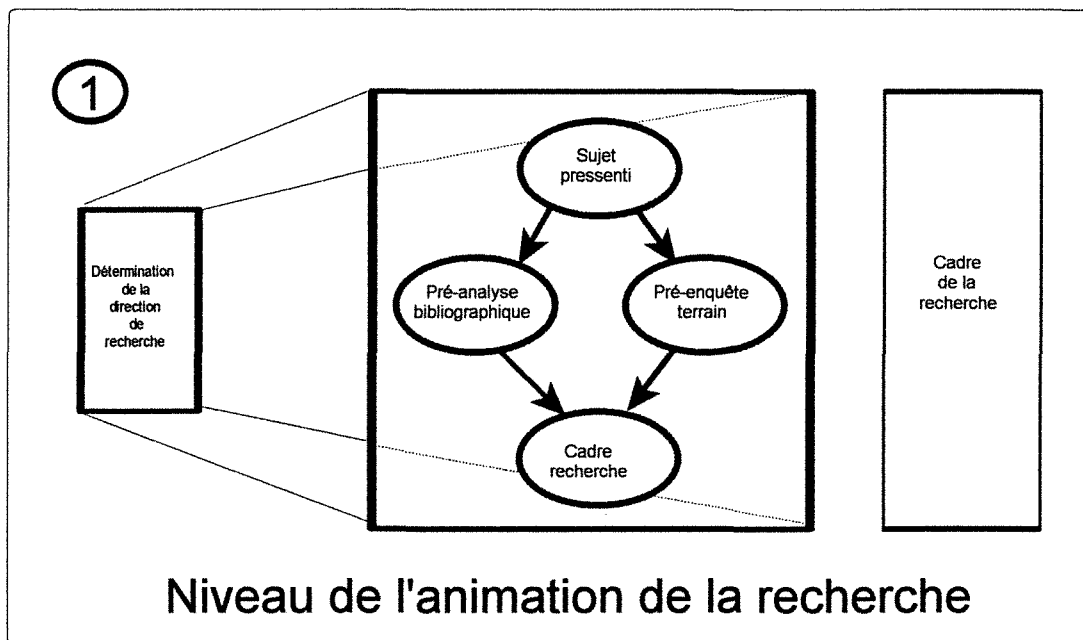 1
Détermination
de la
direction
de
recherche
Sujet
pressenti
Pré-analyse
bibliographique
Pré-enquête
terrain
Cadre
recherche
Cadre
de la
recherche
Niveau de l'animation de la recherche